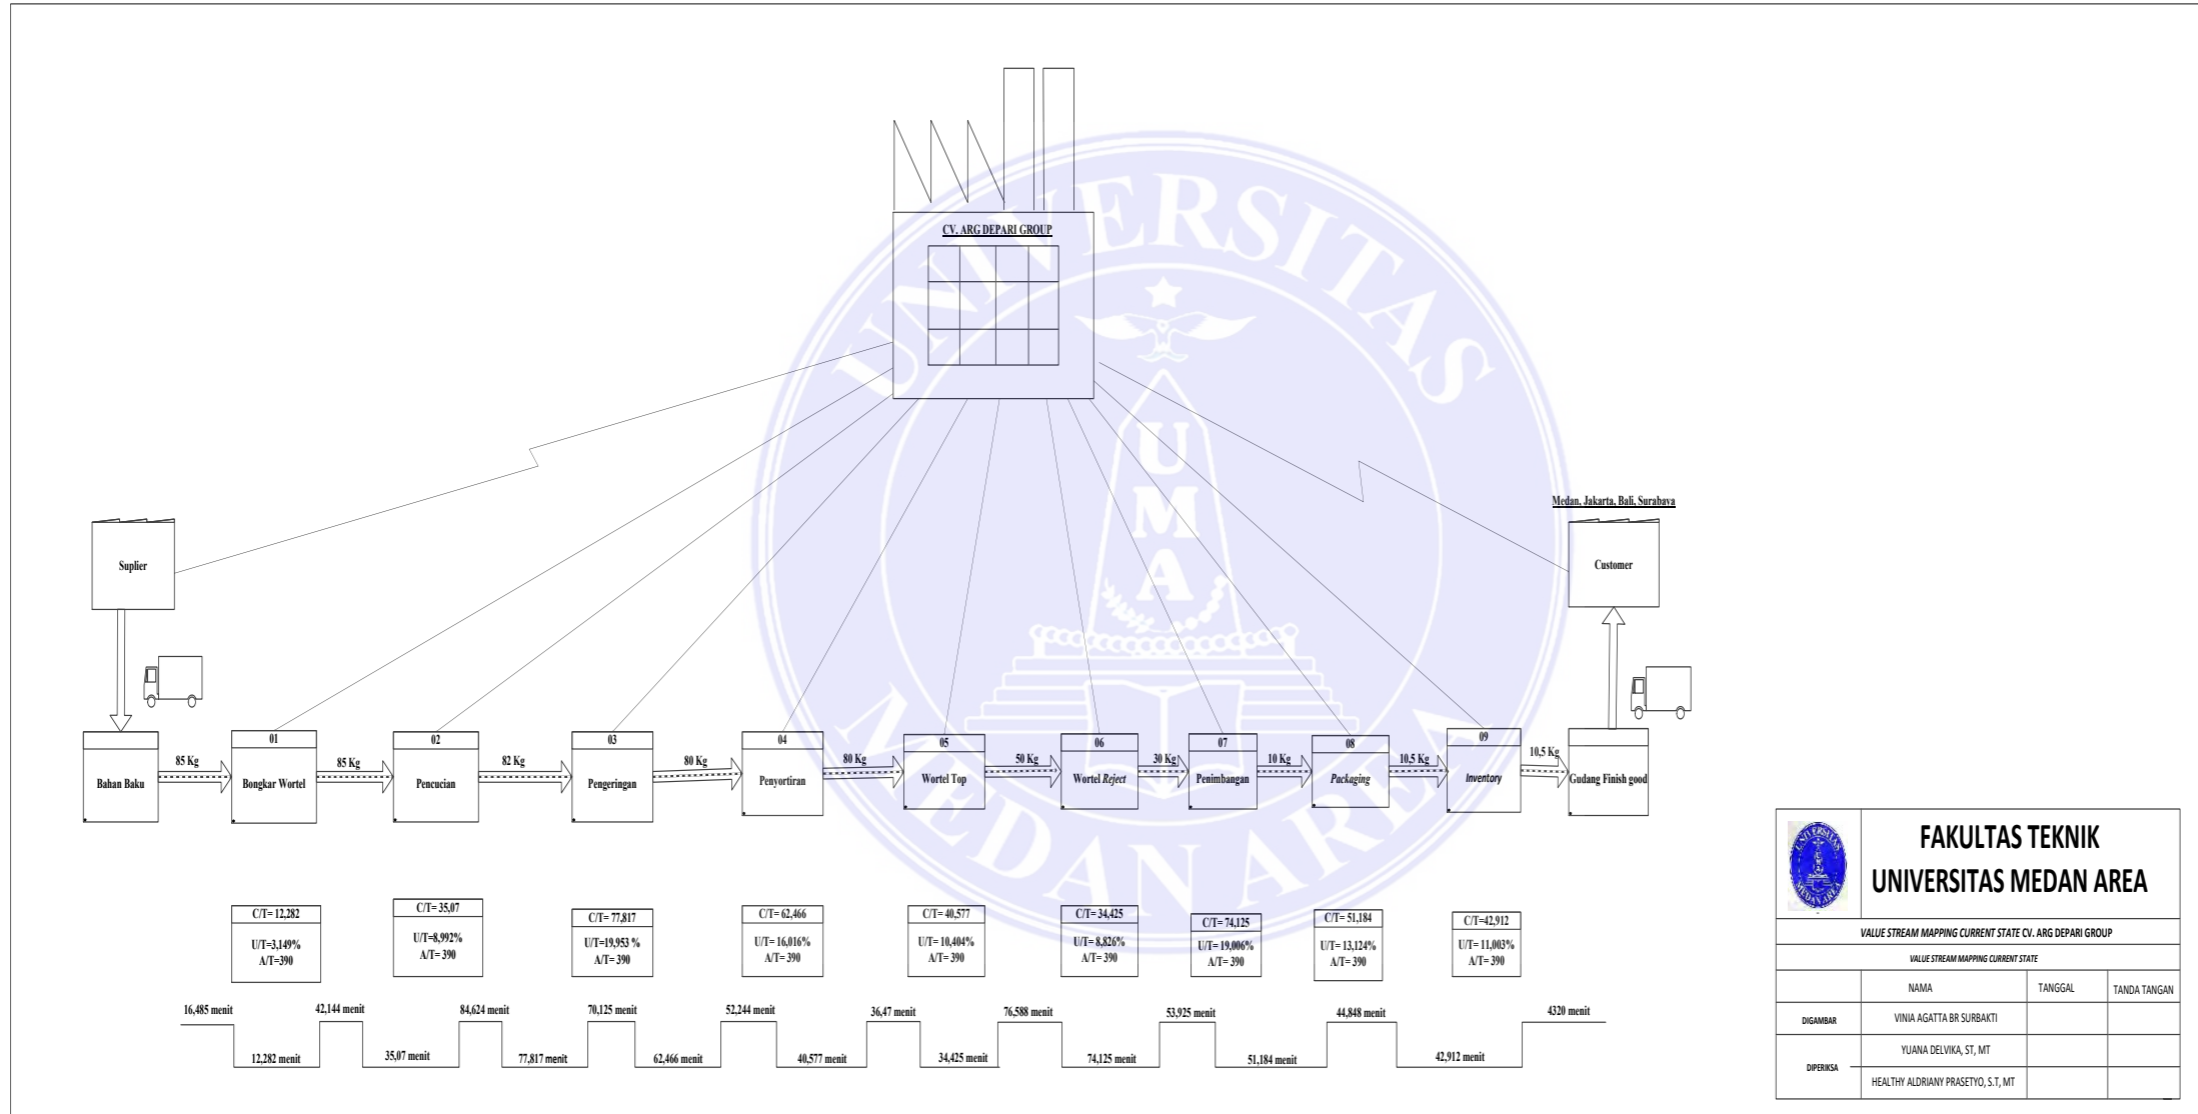 CV. ARG DEPARI GROUP
UNIVERSITAS
MEDAN AREA
UMA
Suplier
Medan, Jakarta, Bali, Surabaya
Customer
Bahan Baku
85 Kg
01
Bongkar Wortel
85 Kg
02
Pencucian
82 Kg
03
Pengeringan
80 Kg
04
Penyortiran
80 Kg
05
Wortel Top
50 Kg
06
Wortel Reject
30 Kg
07
Penimbangan
10 Kg
08
Packaging
10,5 Kg
09
Inventory
10,5 Kg
Gudang Finish good
C/T= 12,282
U/T=3,149%
A/T=390
C/T= 35,07
U/T=8,992%
A/T= 390
C/T= 77,817
U/T=19,953 %
A/T= 390
C/T= 62,466
U/T= 16,016%
A/T= 390
C/T= 40,577
U/T= 10,404%
A/T= 390
C/T= 34,425
U/T= 8,826%
A/T= 390
C/T= 74,125
U/T= 19,006%
A/T= 390
C/T= 51,184
U/T= 13,124%
A/T= 390
C/T=42,912
U/T= 11,003%
A/T= 390
16,485 menit
42,144 menit
84,624 menit
70,125 menit
52,244 menit
36,47 menit
76,588 menit
53,925 menit
44,848 menit
4320 menit
12,282 menit
35,07 menit
77,817 menit
62,466 menit
40,577 menit
34,425 menit
74,125 menit
51,184 menit
42,912 menit
UNIVERSITAS
MEDAN AREA
FAKULTAS TEKNIK
UNIVERSITAS MEDAN AREA
VALUE STREAM MAPPING CURRENT STATE CV. ARG DEPARI GROUP
VALUE STREAM MAPPING CURRENT STATE
NAMA
TANGGAL
TANDA TANGAN
DIGAMBAR
VINIA AGATTA BR SURBAKTI
DIPERIKSA
YUANA DELVIKA, ST, MT
HEALTHY ALDRIANY PRASETYO, S.T, MT